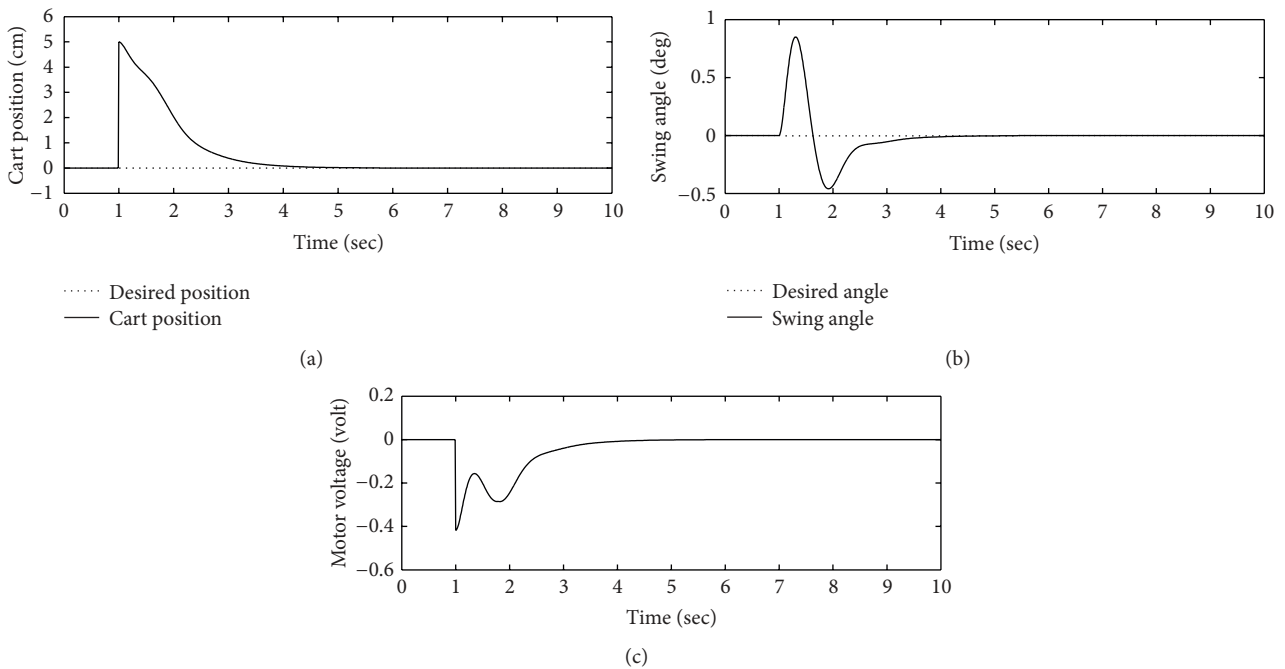 Cart position (cm)
6
5
4
3
2
1
0
−1
0 1 2 3 4 5 6 7 8 9 10
Time (sec)
Desired position
Cart position
(a)
Swing angle (deg)
1
0.5
0
−0.5
0 1 2 3 4 5 6 7 8 9 10
Time (sec)
Desired angle
Swing angle
(b)
Motor voltage (volt)
0.2
0
−0.2
−0.4
−0.6
0 1 2 3 4 5 6 7 8 9 10
Time (sec)
(c)